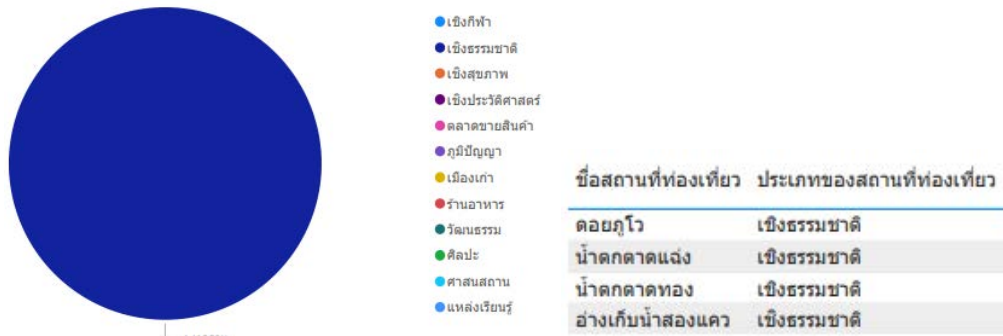 เชิงกีฬา
เชิงธรรมชาติ
เชิงสุขภาพ
เชิงประวัติศาสตร์
ตลาดขายสินค้า
ภูมิปัญญา
เมืองเก่า
ร้านอาหาร
วัฒนธรรม
ศิลปะ
ศาสนสถาน
แหล่งเรียนรู้
ชื่อสถานที่ท่องเที่ยว ประเภทของสถานที่ท่องเที่ยว
ดอยภูโว เชิงธรรมชาติ
น้ำตกตาดแฉ่ง เชิงธรรมชาติ
น้ำตกตาดทอง เชิงธรรมชาติ
อ่างเก็บน้ำสองแคว เชิงธรรมชาติ